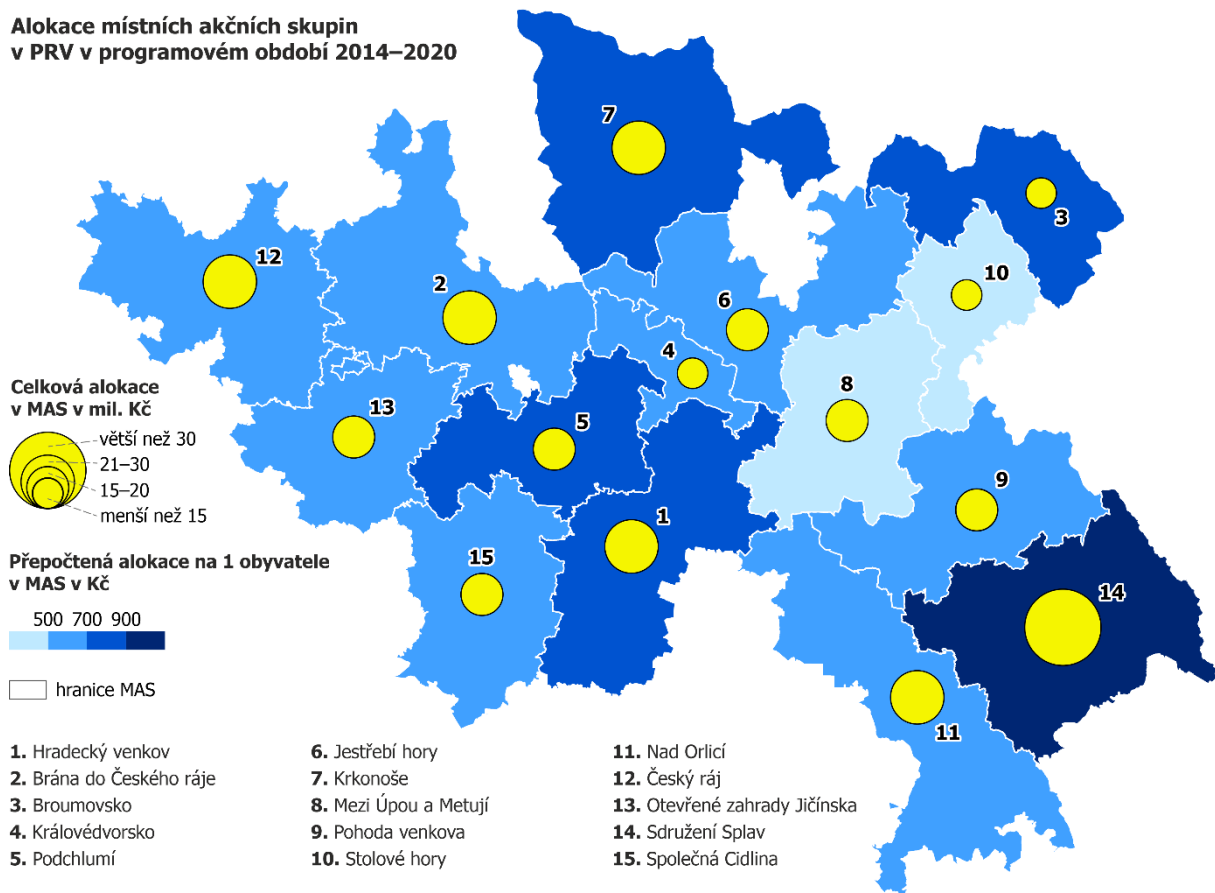 Alokace místních akčních skupin
v PRV v programovém období 2014–2020
7
3
12
10
2
6
4
8
13
5
9
1
15
14
11
Celková alokace
v MAS v mil. Kč
větší než 30
21–30
15–20
menší než 15
Přepočtená alokace na 1 obyvatele
v MAS v Kč
500 700 900
hranice MAS
1. Hradecký venkov
2. Brána do Českého ráje
3. Broumovsko
4. Královédvorsko
5. Podchlumí
6. Jestřebí hory
7. Krkonoše
8. Mezi Úpou a Metují
9. Pohoda venkova
10. Stolové hory
11. Nad Orlicí
12. Český ráj
13. Otevřené zahrady Jičínska
14. Sdružení Splav
15. Společná Cidlina